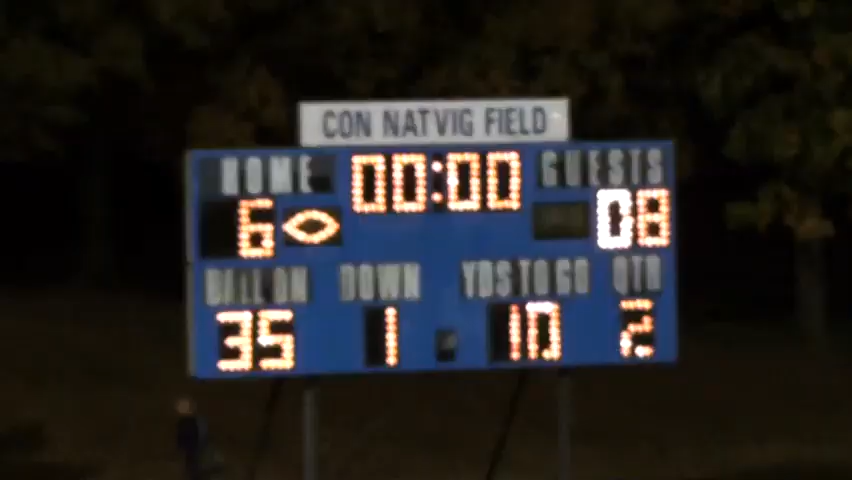 CON NATVIG FIELD
HOME 00:00 GUESTS
6 08
BALL ON DOWN YDS TO GO QTR
35 1 10 2